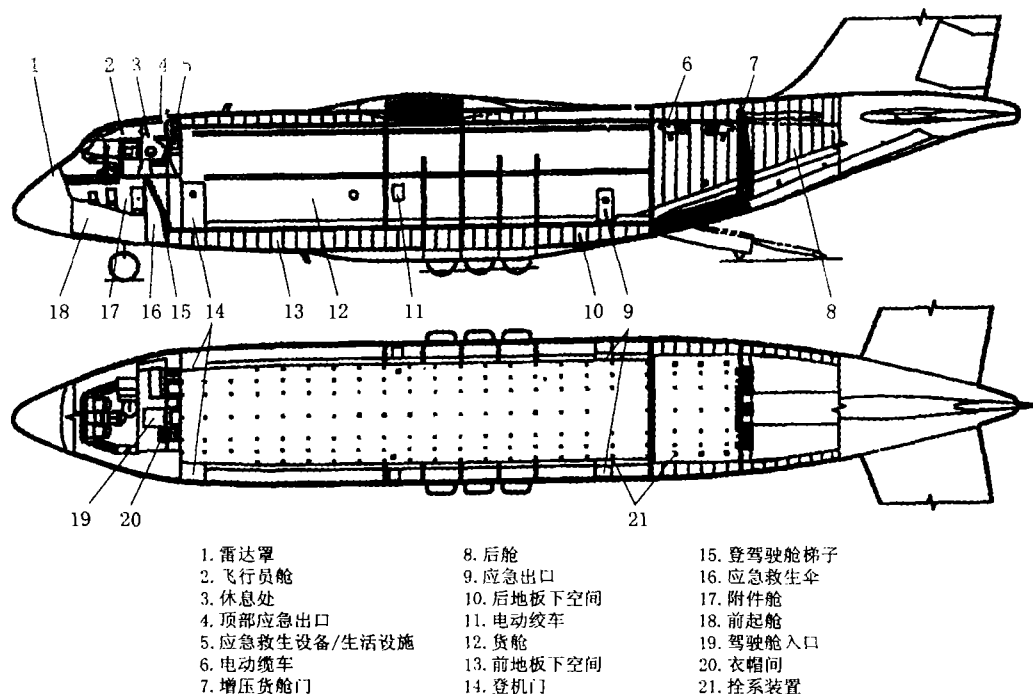 1 2 3 4 5 6 7
18 17 16 15 14 13 12 11 10 9 8
19 20 21
1. 雷达罩
2. 飞行员舱
3. 休息处
4. 顶部应急出口
5. 应急救生设备/生活设施
6. 电动缆车
7. 增压货舱门
8. 后舱
9. 应急出口
10. 后地板下空间
11. 电动绞车
12. 货舱
13. 前地板下空间
14. 登机门
15. 登驾驶舱梯子
16. 应急救生伞
17. 附件舱
18. 前起舱
19. 驾驶舱入口
20. 衣帽间
21. 拴系装置